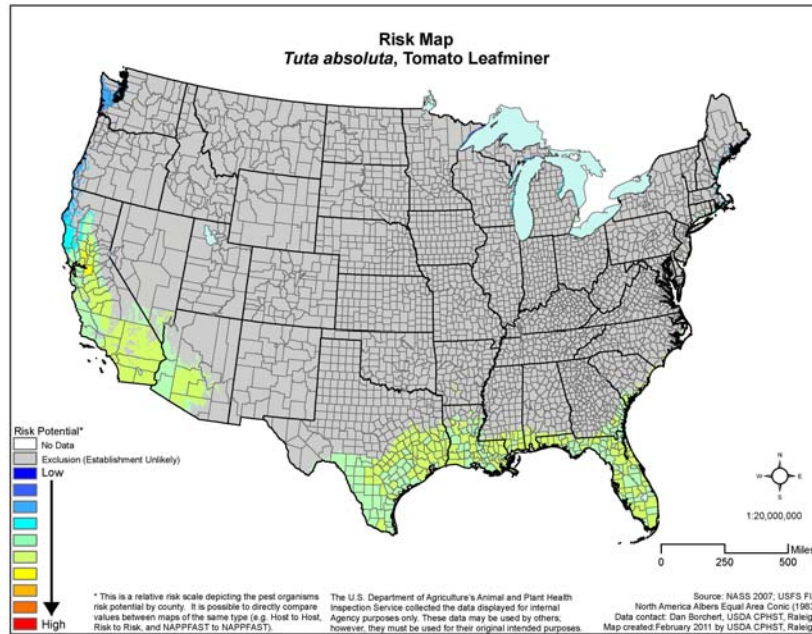 Risk Map
Tuta absoluta, Tomato Leafminer
Risk Potential*
No Data
Exclusion (Establishment Unlikely)
Low
High
N
W
E
S
1:20,000,000
Miles
0 250 500
* This is a relative risk scale depicting the pest organisms
risk potential by county. It is possible to directly compare
values between maps of the same type (e.g. Host to Host,
Risk to Risk, and NAPPFAST to NAPPFAST).
The U.S. Department of Agriculture's Animal and Plant Health
Inspection Service collected the data displayed for internal
Agency purposes only. These data may be used by others;
however, they must be used for their original intended purposes.
Source: NASS 2007; USFS
North America Albers Equal Area Conic
Data contact: Dan Borchert, USDA CPHST,
Map created:February 2011 by USDA CPHST,